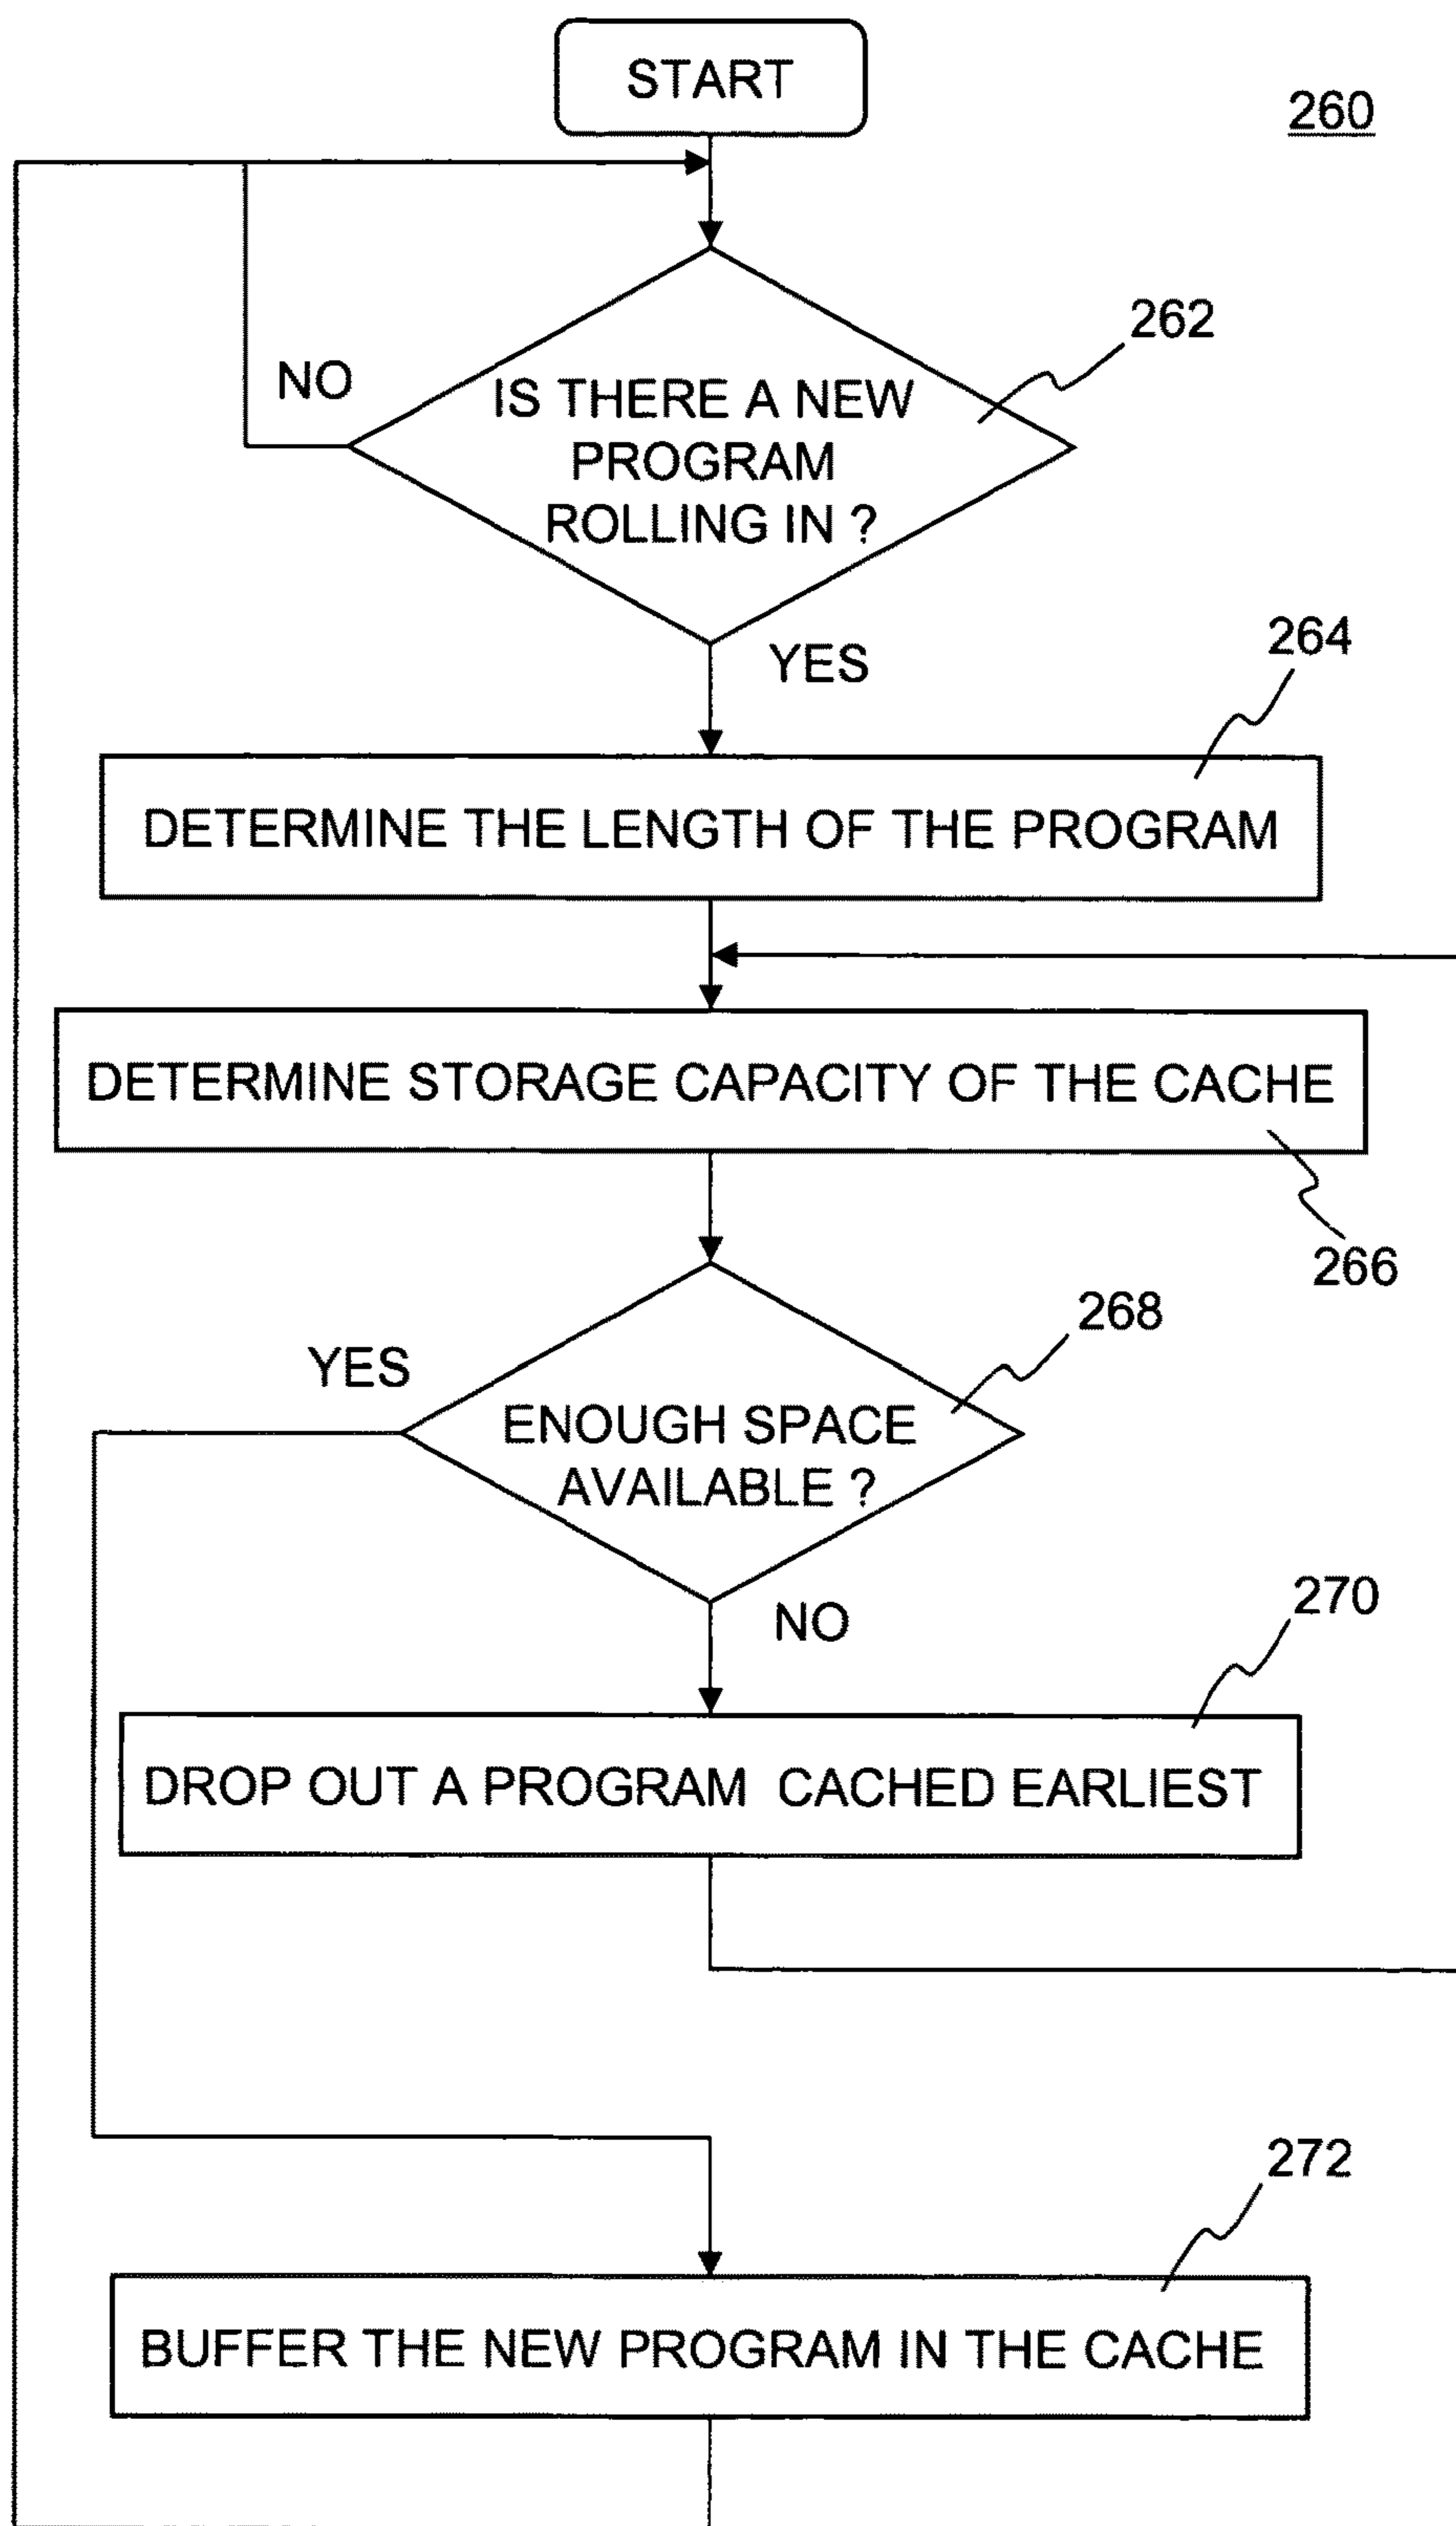 START
260
262
NO
IS THERE A NEW
PROGRAM
ROLLING IN ?
264
YES
DETERMINE THE LENGTH OF THE PROGRAM
DETERMINE STORAGE CAPACITY OF THE CACHE
266
268
YES
ENOUGH SPACE
AVAILABLE ?
270
NO
DROP OUT A PROGRAM CACHED EARLIEST
272
BUFFER THE NEW PROGRAM IN THE CACHE